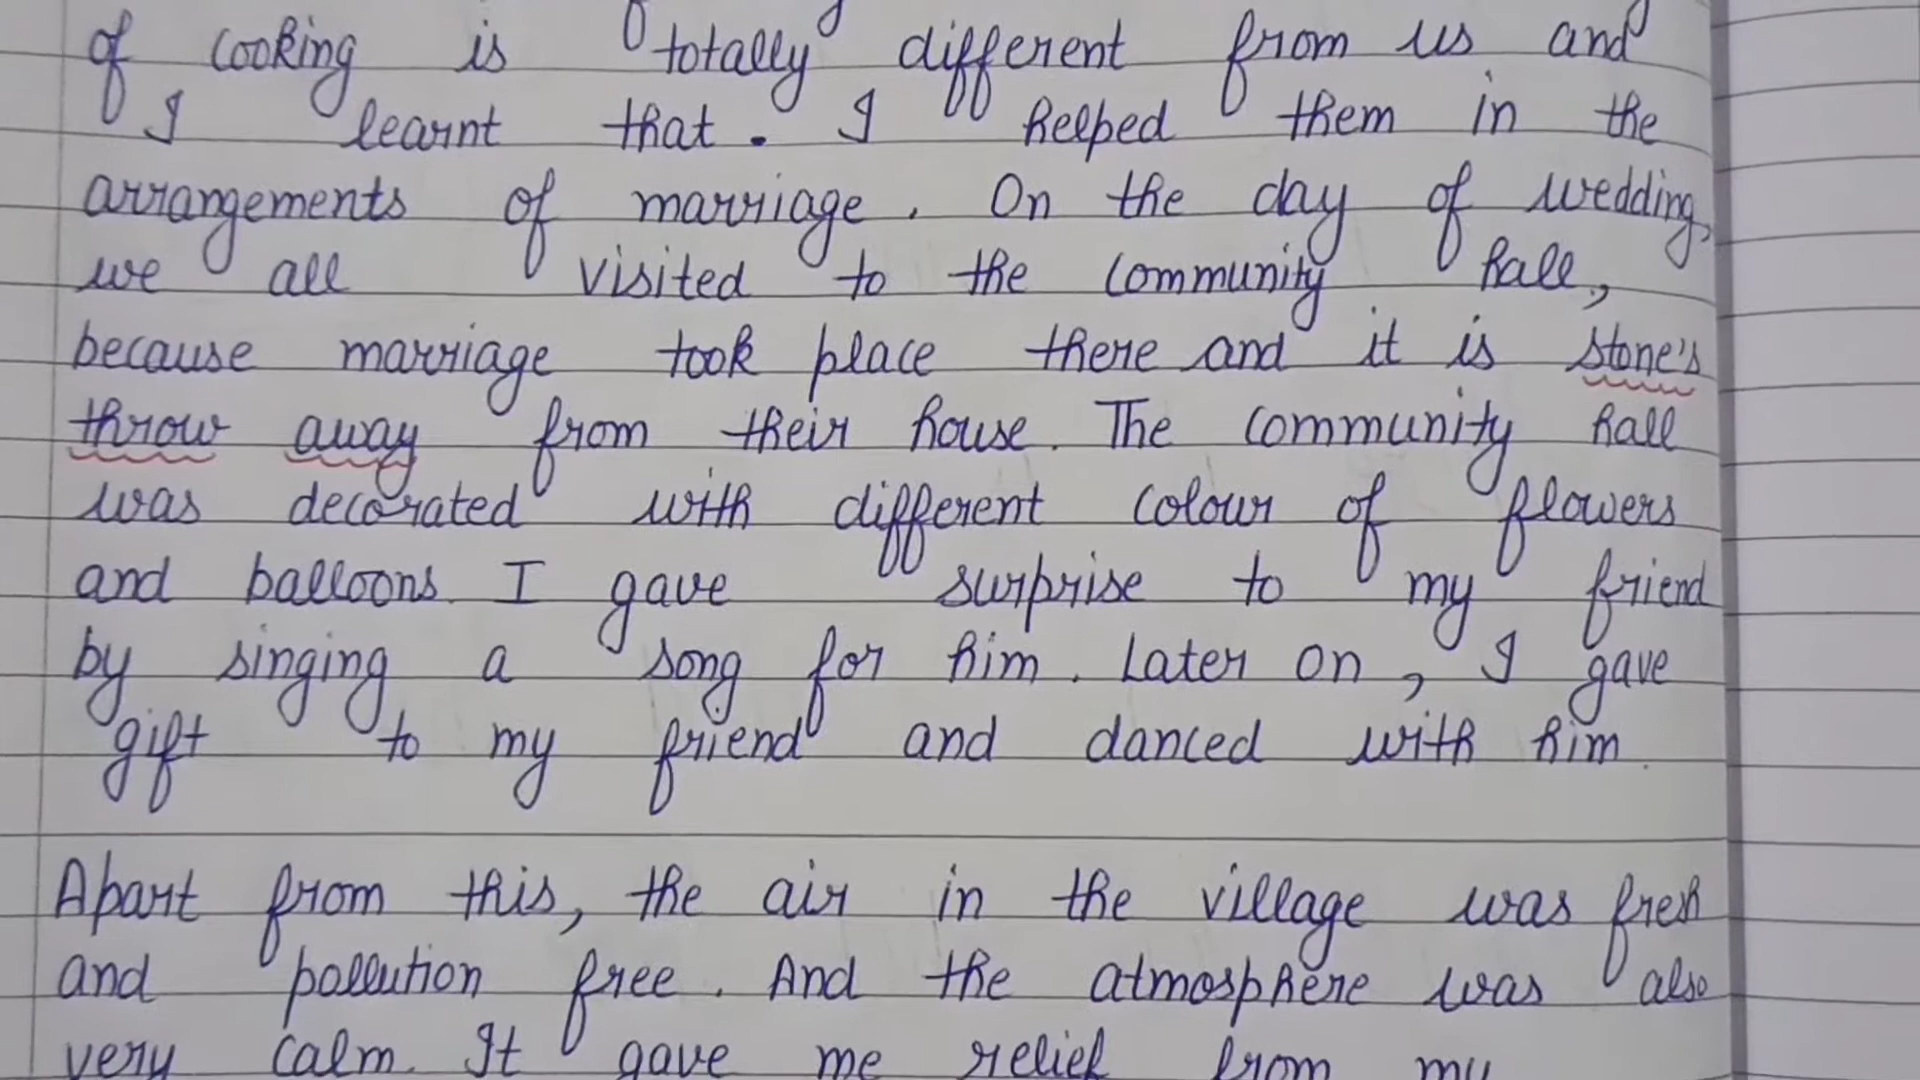 of cooking is totally different from us and
I learnt that. I helped them in the
arrangements of marriage. On the day of wedding,
we all visited to the community hall,
because marriage took place there and it is stone's
throw away from their house. The community hall
was decorated with different colour of flowers
and balloons. I gave surprise to my friend
by singing a song for him. Later on, I gave
gift to my friend and danced with him.
Apart from this, the air in the village was fresh
and pollution free. And the atmosphere was also
very calm. It gave me relief from my